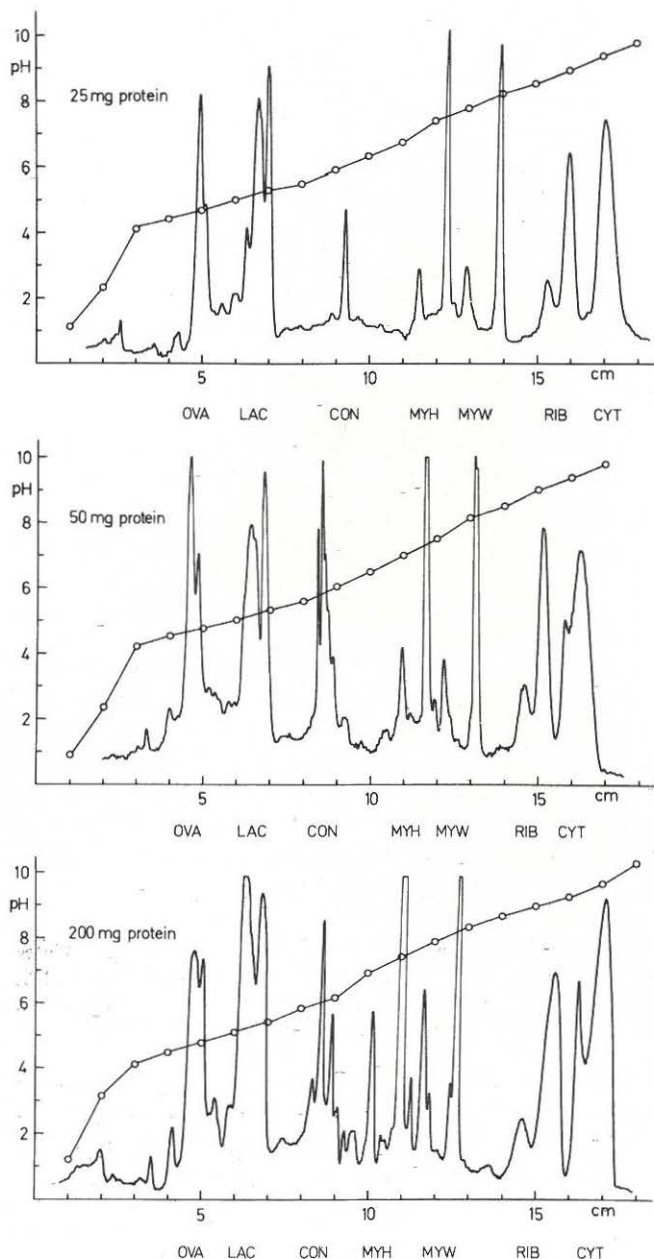 10
pH
25 mg protein
8
6
4
2
5 10 15 cm
OVA LAC CON MYH MYW RIB CYT
10
pH
50 mg protein
8
6
4
2
5 10 15 cm
OVA LAC CON MYH MYW RIB CYT
10
pH
200 mg protein
8
6
4
2
5 10 15 cm
OVA LAC CON MYH MYW RIB CYT